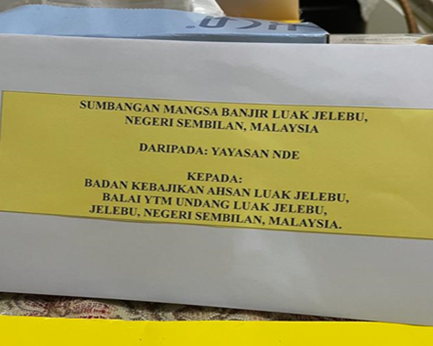 SUMBANGAN MANGSA BANJIR LUAK JELEBU,
NEGERI SEMBILAN, MALAYSIA
DARIPADA: YAYASAN NDE
KEPADA:
BADAN KEBAJIKAN AHSAN LUAK JELEBU,
BALAI YTM UNDANG LUAK JELEBU,
JELEBU, NEGERI SEMBILAN, MALAYSIA.